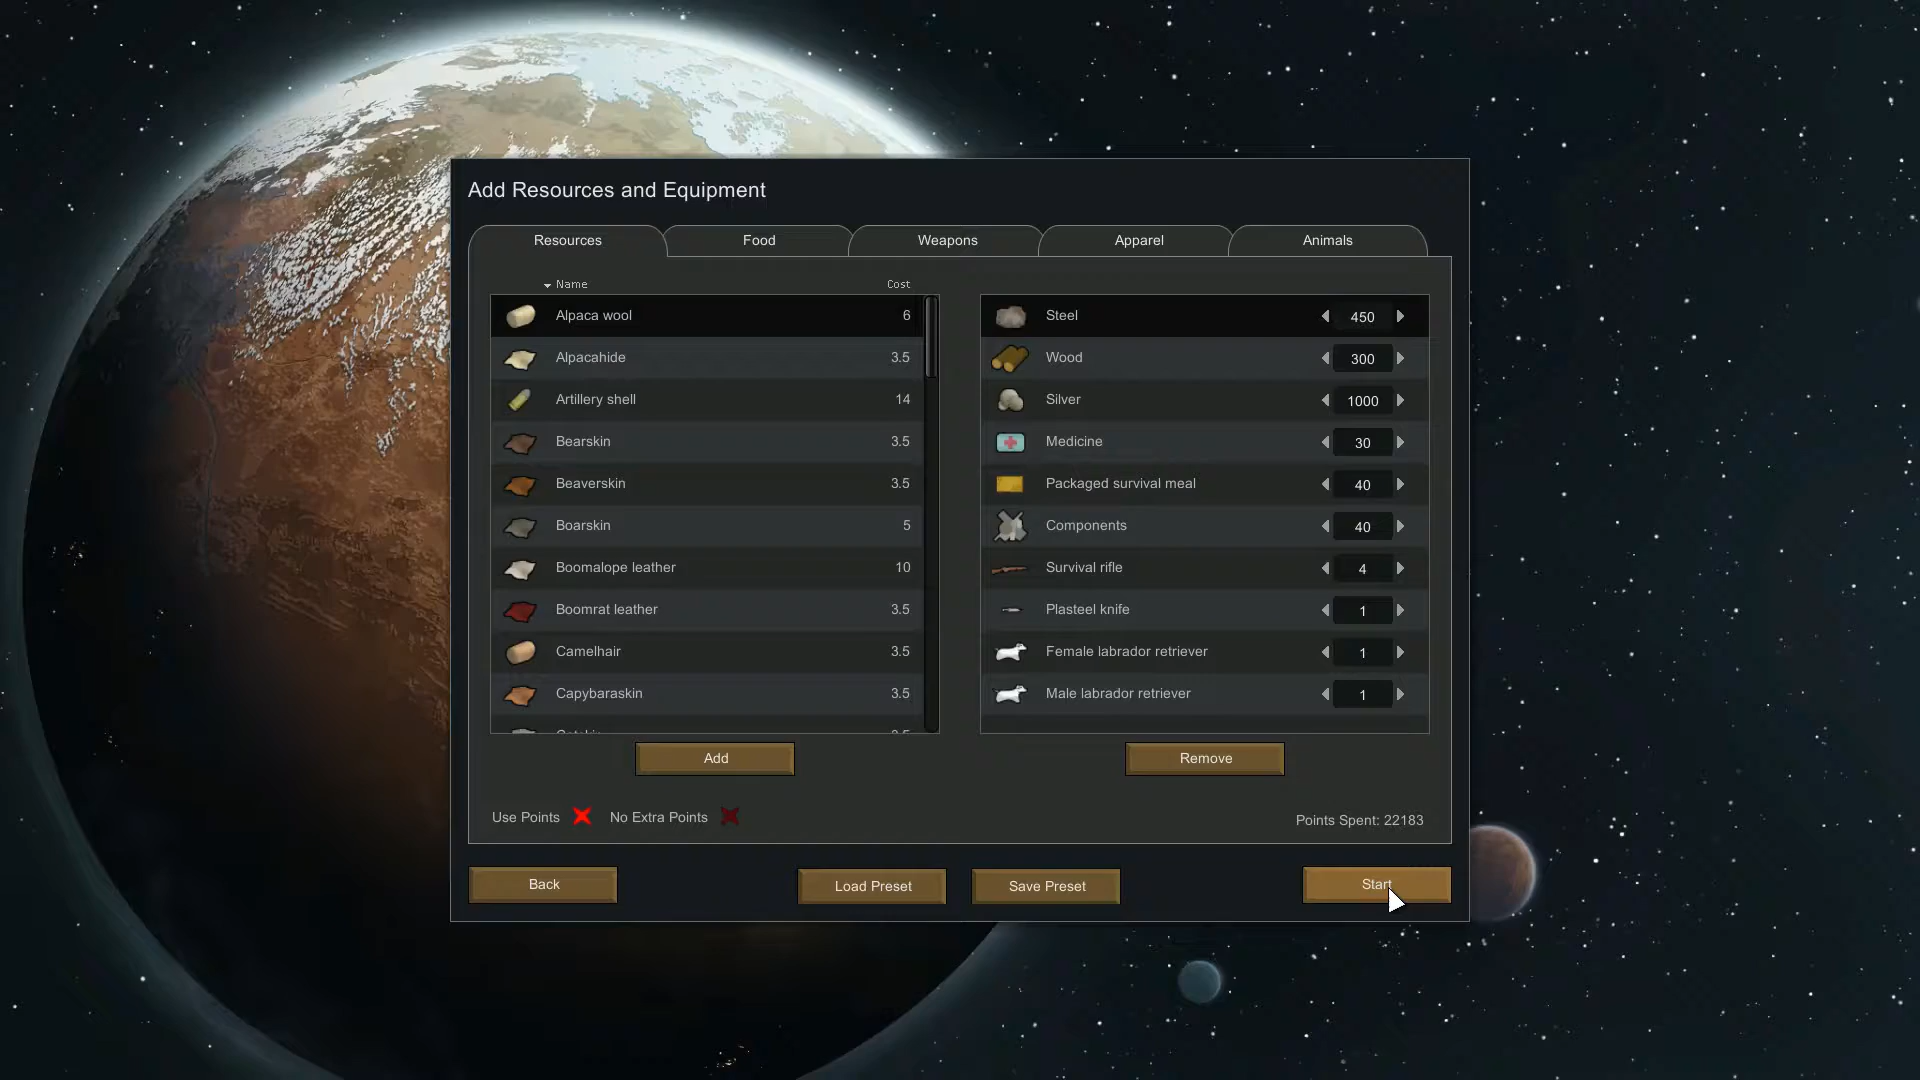 Add Resources and Equipment
Resources Food Weapons Apparel Animals
Name Cost
Alpaca wool 6
Alpacahide 3.5
Artillery shell 14
Bearskin 3.5
Beaverskin 3.5
Boarskin 5
Boomalope leather 10
Boomrat leather 3.5
Camelhair 3.5
Capybaraskin 3.5
Steel 450
Wood 300
Silver 1000
Medicine 30
Packaged survival meal 40
Components 40
Survival rifle 4
Plasteel knife 1
Female labrador retriever 1
Male labrador retriever 1
Add
Remove
Use Points No Extra Points
Points Spent: 22183
Back
Load Preset
Save Preset
Start